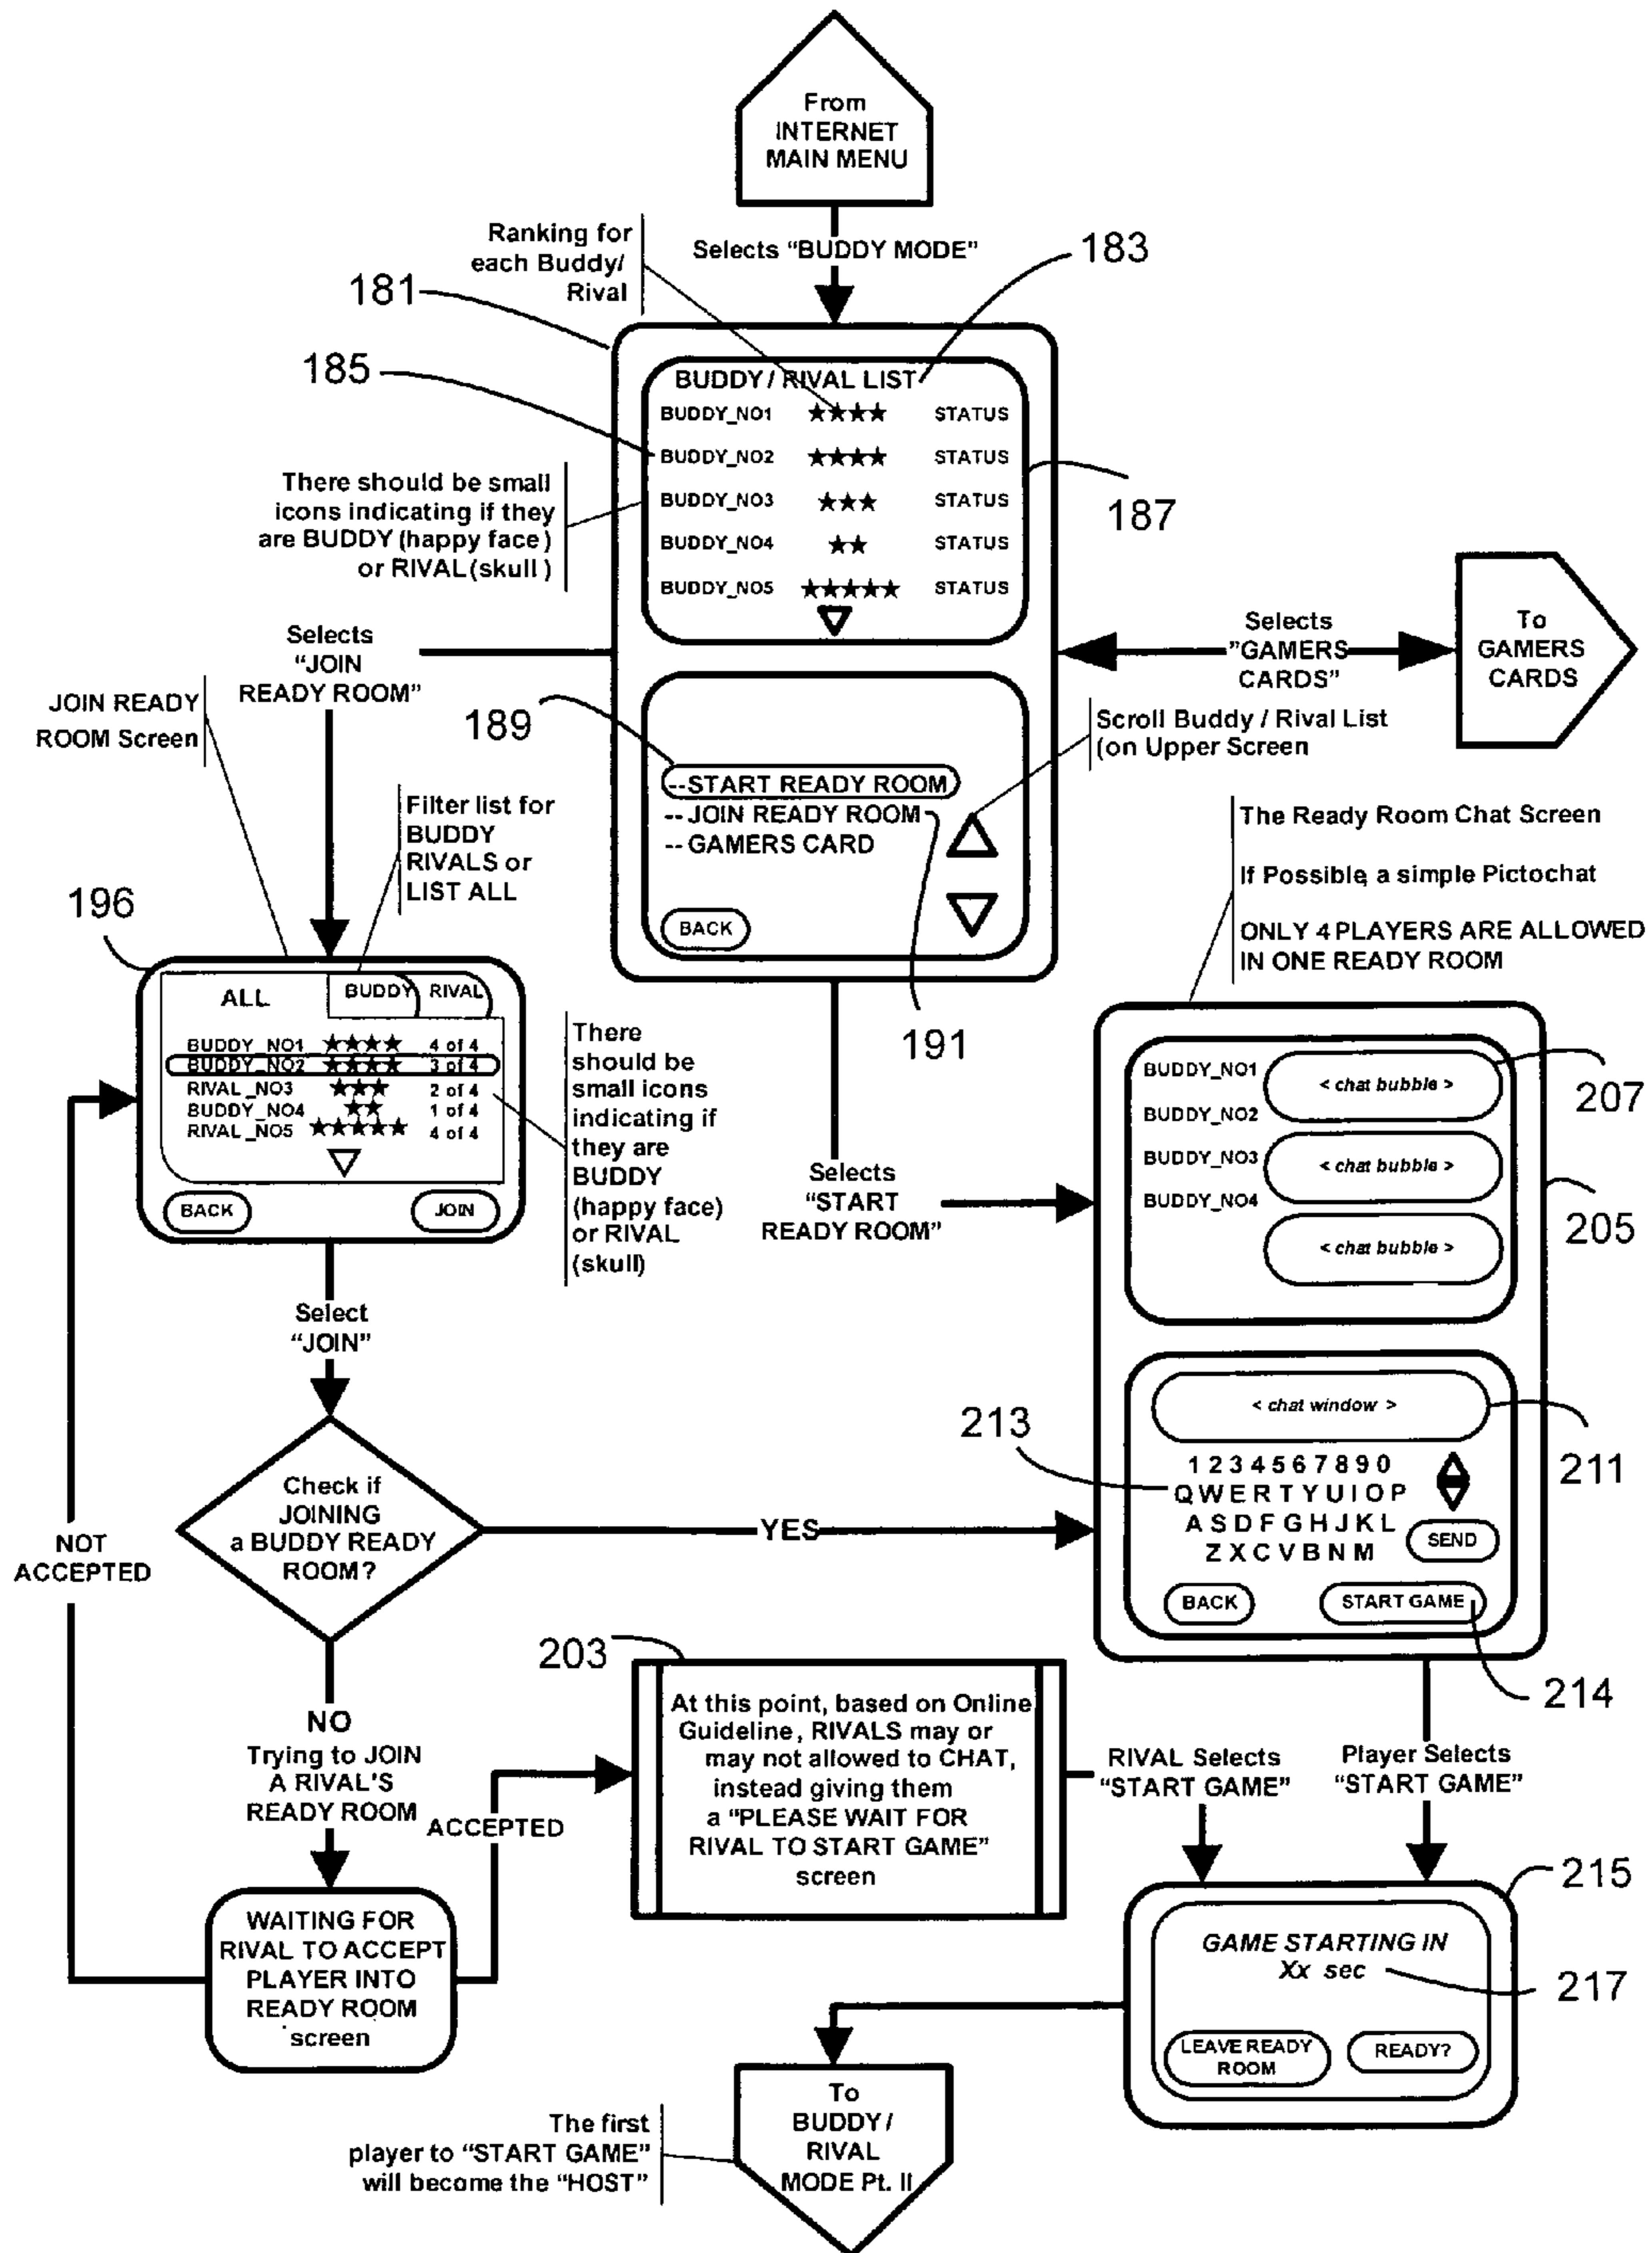 From
INTERNET
MAIN MENU
Ranking for
each Buddy/
Rival
Selects “BUDDY MODE”
183
181
185
BUDDY / RIVAL LIST
BUDDY_NO1 ★★★★ STATUS
BUDDY_NO2 ★★★★ STATUS
BUDDY_NO3 ★★★ STATUS
BUDDY_NO4 ★★ STATUS
BUDDY_NO5 ★★★★★ STATUS
187
There should be small
icons indicating if they
are BUDDY (happy face)
or RIVAL (skull )
Selects
“JOIN
READY ROOM”
Selects
”GAMERS
CARDS”
To
GAMERS
CARDS
JOIN READY
ROOM Screen
189
Scroll Buddy / Rival List
(on Upper Screen
--START READY ROOM
-- JOIN READY ROOM
-- GAMERS CARD
BACK
191
Filter list for
BUDDY
RIVALS or
LIST ALL
The Ready Room Chat Screen
If Possible, a simple Pictochat
ONLY 4 PLAYERS ARE ALLOWED
IN ONE READY ROOM
196
ALL BUDDY RIVAL
BUDDY_NO1 ★★★★ 4 of 4
BUDDY_NO2 ★★★★ 3 of 4
RIVAL_NO3 ★★★ 2 of 4
BUDDY_NO4 ★★ 1 of 4
RIVAL_NO5 ★★★★★ 4 of 4
BACK JOIN
There
should be
small icons
indicating if
they are
BUDDY
(happy face)
or RIVAL
(skull)
Selects
“START
READY ROOM”
BUDDY_NO1
< chat bubble >
BUDDY_NO2
BUDDY_NO3
< chat bubble >
BUDDY_NO4
< chat bubble >
207
205
Select
“JOIN”
< chat window >
213
211
1 2 3 4 5 6 7 8 9 0
Q W E R T Y U I O P
A S D F G H J K L
Z X C V B N M
SEND
BACK START GAME
214
Check if
JOINING
a BUDDY READY
ROOM?
YES
NOT
ACCEPTED
NO
Trying to JOIN
A RIVAL'S
READY ROOM
ACCEPTED
203
At this point, based on Online
Guideline, RIVALS may or
may not allowed to CHAT,
instead giving them
a “PLEASE WAIT FOR
RIVAL TO START GAME”
screen
RIVAL Selects
“START GAME”
Player Selects
“START GAME”
WAITING FOR
RIVAL TO ACCEPT
PLAYER INTO
READY ROOM
screen
215
GAME STARTING IN
Xx sec
217
LEAVE READY
ROOM
READY?
To
BUDDY /
RIVAL
MODE Pt. II
The first
player to “START GAME”
will become the “HOST”